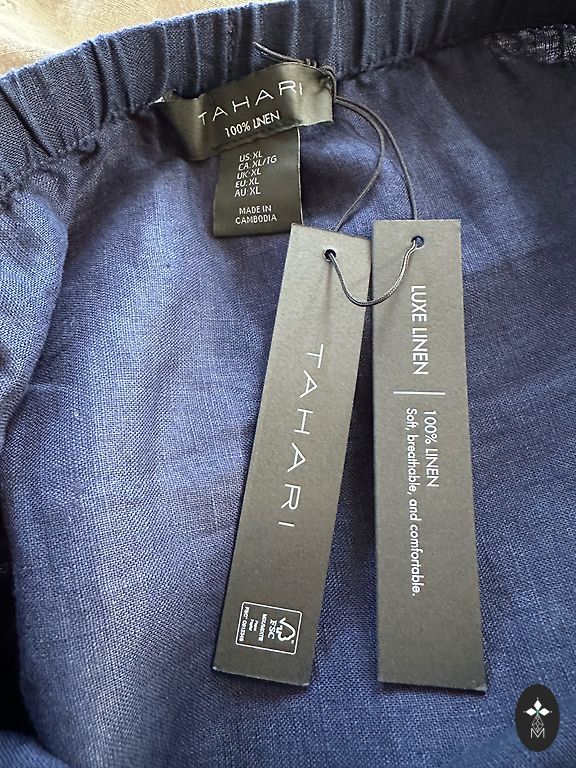 TAHARI
100% LINEN
US:XL
CA:XL/TG
UK:XL
EU:XL
AU:XL
MADE IN
CAMBODIA
TAHARI
FSC
LUXE LINEN
100% LINEN
Soft, breathable, and comfortable.